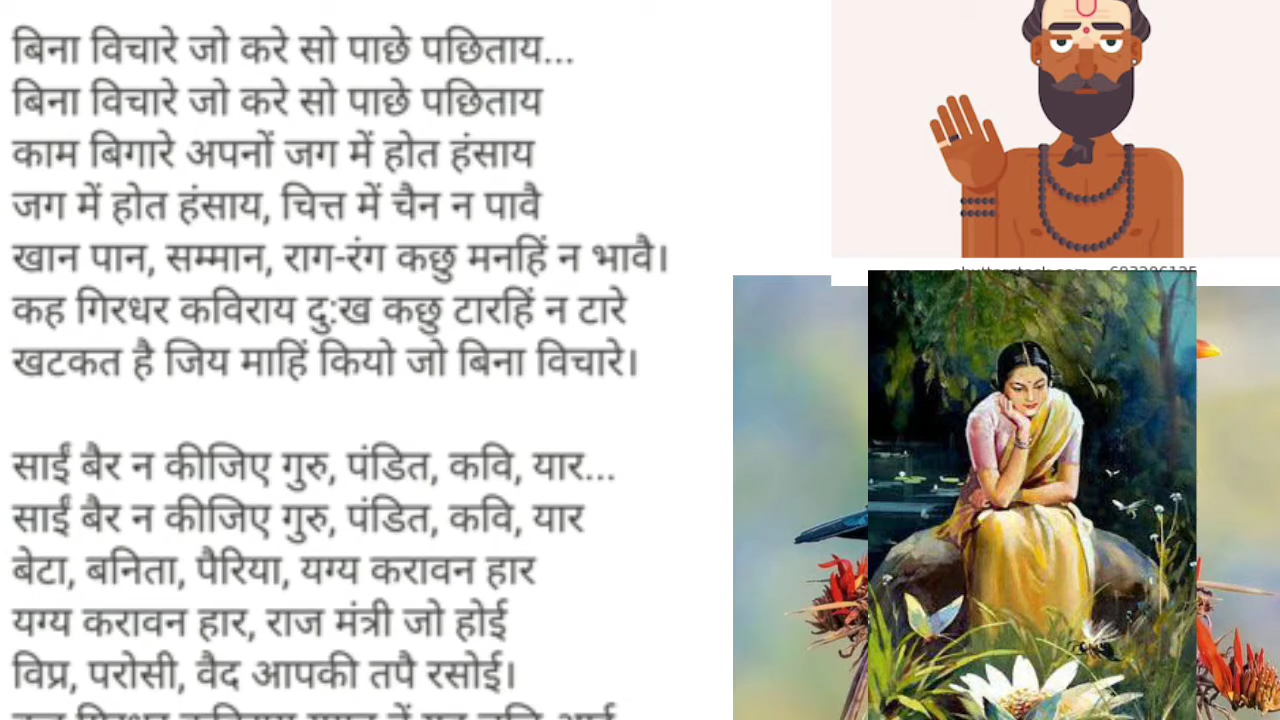 बिना विचारे जो करे सो पाछे पछिताय...
बिना विचारे जो करे सो पाछे पछिताय
काम बिगारे अपनों जग में होत हंसाय
जग में होत हंसाय, चित्त में चैन न पावै
खान पान, सम्मान, राग-रंग कछु मनहिं न भावै।
कह गिरधर कविराय दु:ख कछु टारहिं न टारे
खटकत है जिय माहिं कियो जो बिना विचारे।
साईं बैर न कीजिए गुरु, पंडित, कवि, यार...
साईं बैर न कीजिए गुरु, पंडित, कवि, यार
बेटा, बनिता, पैरिया, यग्य करावन हार
यग्य करावन हार, राज मंत्री जो होई
विप्र, परोसी, वैद आपकी तपै रसोई।